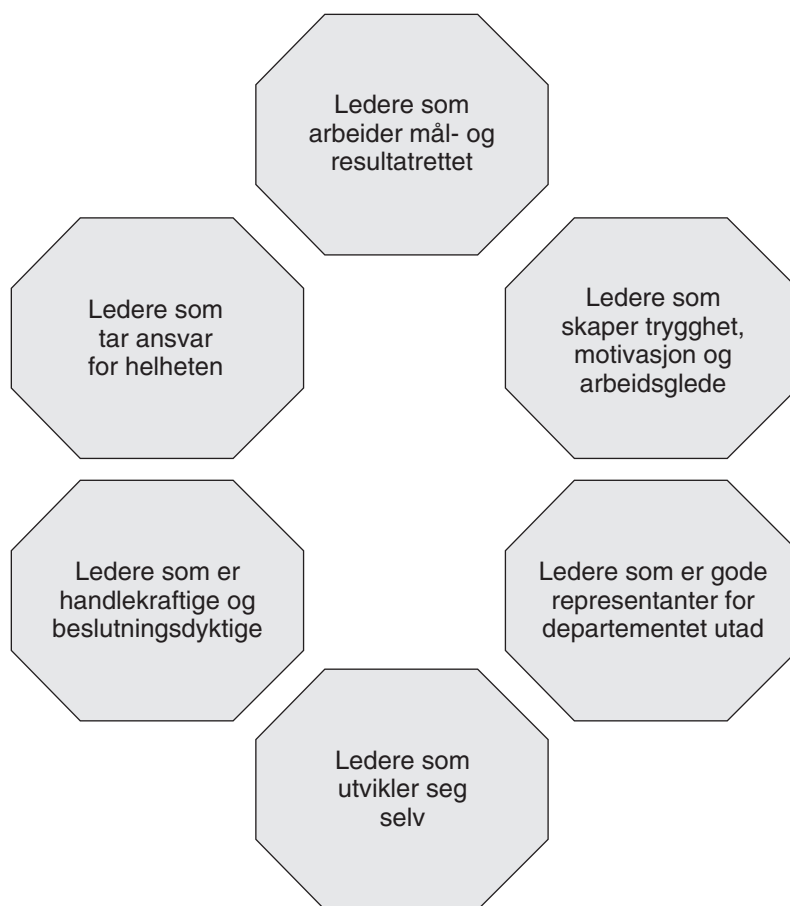 Ledere som
arbeider mål- og
resultatrettet
Ledere som
tar ansvar
for helheten
Ledere som
skaper trygghet,
motivasjon og
arbeidsglede
Ledere som er
handlekraftige og
beslutningsdyktige
Ledere som er gode
representanter for
departementet utad
Ledere som
utvikler seg
selv